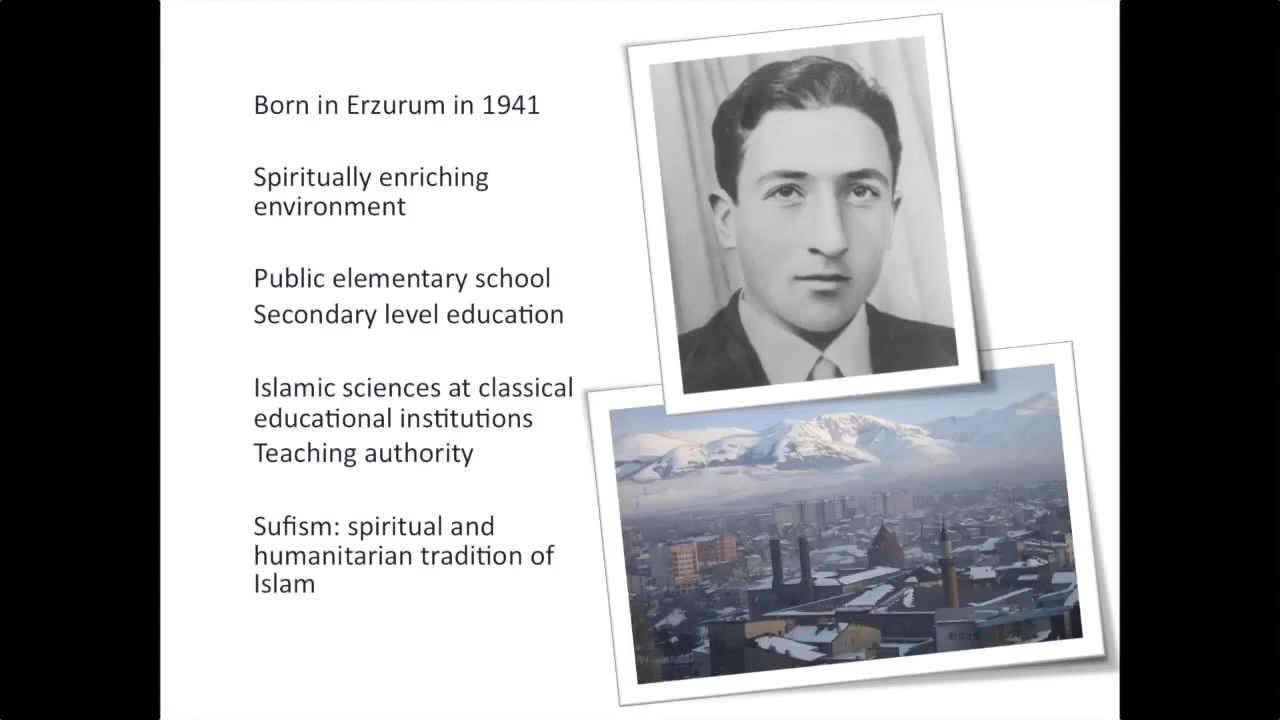 Born in Erzurum in 1941
Spiritually enriching
environment
Public elementary school
Secondary level education
Islamic sciences at classical
educational institutions
Teaching authority
Sufism: spiritual and
humanitarian tradition of
Islam